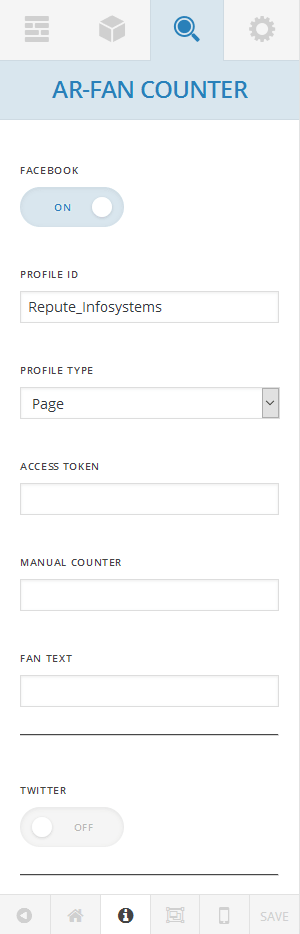 AR-FAN COUNTER
FACEBOOK
ON
PROFILE ID
Repute_Infosystems
PROFILE TYPE
Page
ACCESS TOKEN
MANUAL COUNTER
FAN TEXT
TWITTER
OFF
SAVE